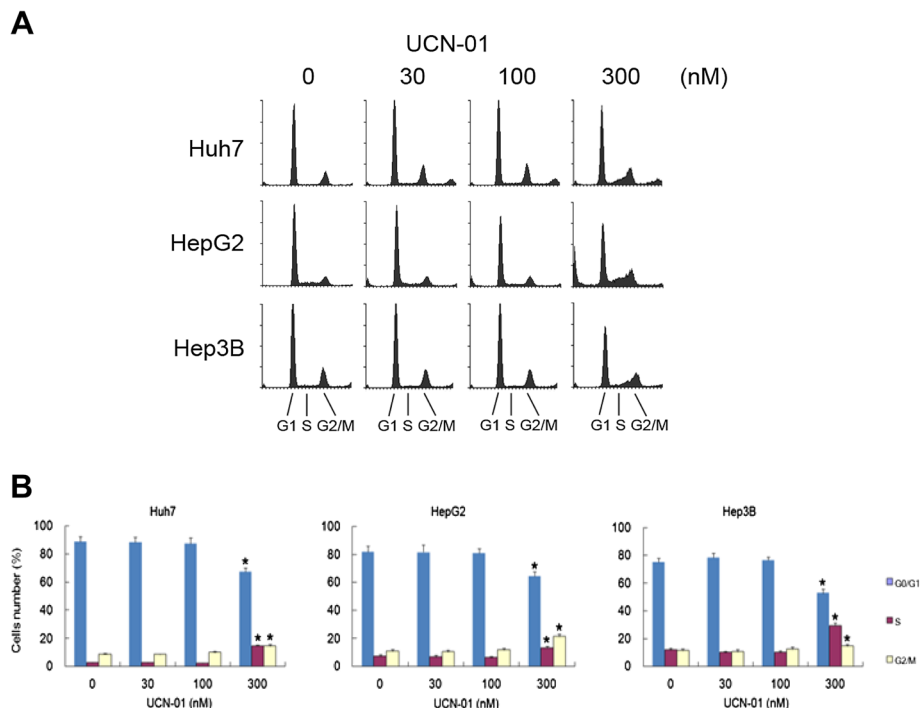 A
UCN-01
0 30 100 300 (nM)
Huh7
HepG2
Hep3B
G1 S G2/M G1 S G2/M G1 S G2/M G1 S G2/M
B
Huh7 HepG2 Hep3B
Cells number (%)
100 100 100
80 80 80
60 60 60
40 40 40
20 20 20
0 0 0
0 30 100 300 0 30 100 300 0 30 100 300
UCN-01 (nM) UCN-01 (nM) UCN-01 (nM)
G0/G1
S
G2/M